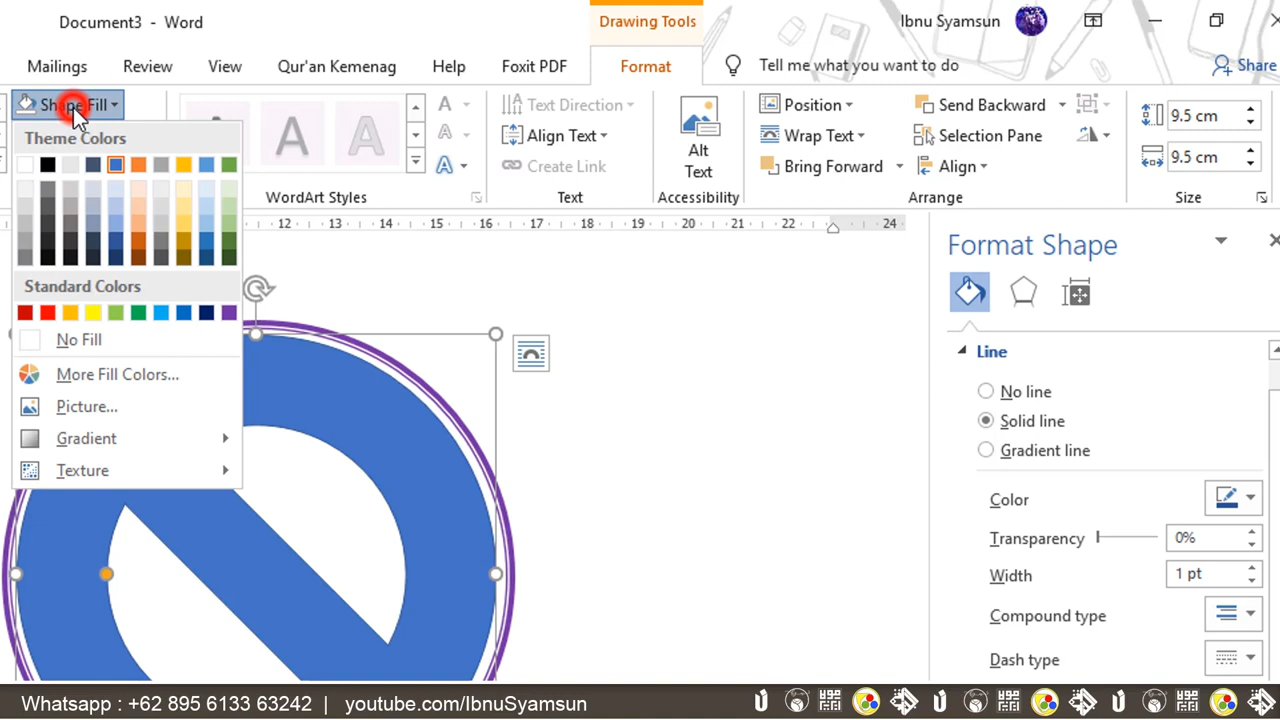 Document3 - Word
Drawing Tools
Ibnu Syamsun
Mailings
Review
View
Qur'an Kemenag
Help
Foxit PDF
Format
Tell me what you want to do
Share
Shape Fill
Theme Colors
Standard Colors
No Fill
More Fill Colors...
Picture...
Gradient
Texture
A A A
WordArt Styles
Text Direction
Align Text
Create Link
Text
Alt
Text
Accessibility
Position
Wrap Text
Bring Forward
Send Backward
Selection Pane
Align
Arrange
9.5 cm
9.5 cm
Size
12 13 14 15 16 17 18 19 20 21 22 23 24
Format Shape
Line
No line
Solid line
Gradient line
Color
Transparency
0%
Width
1 pt
Compound type
Dash type
Whatsapp : +62 895 6133 63242 | youtube.com/IbnuSyamsun